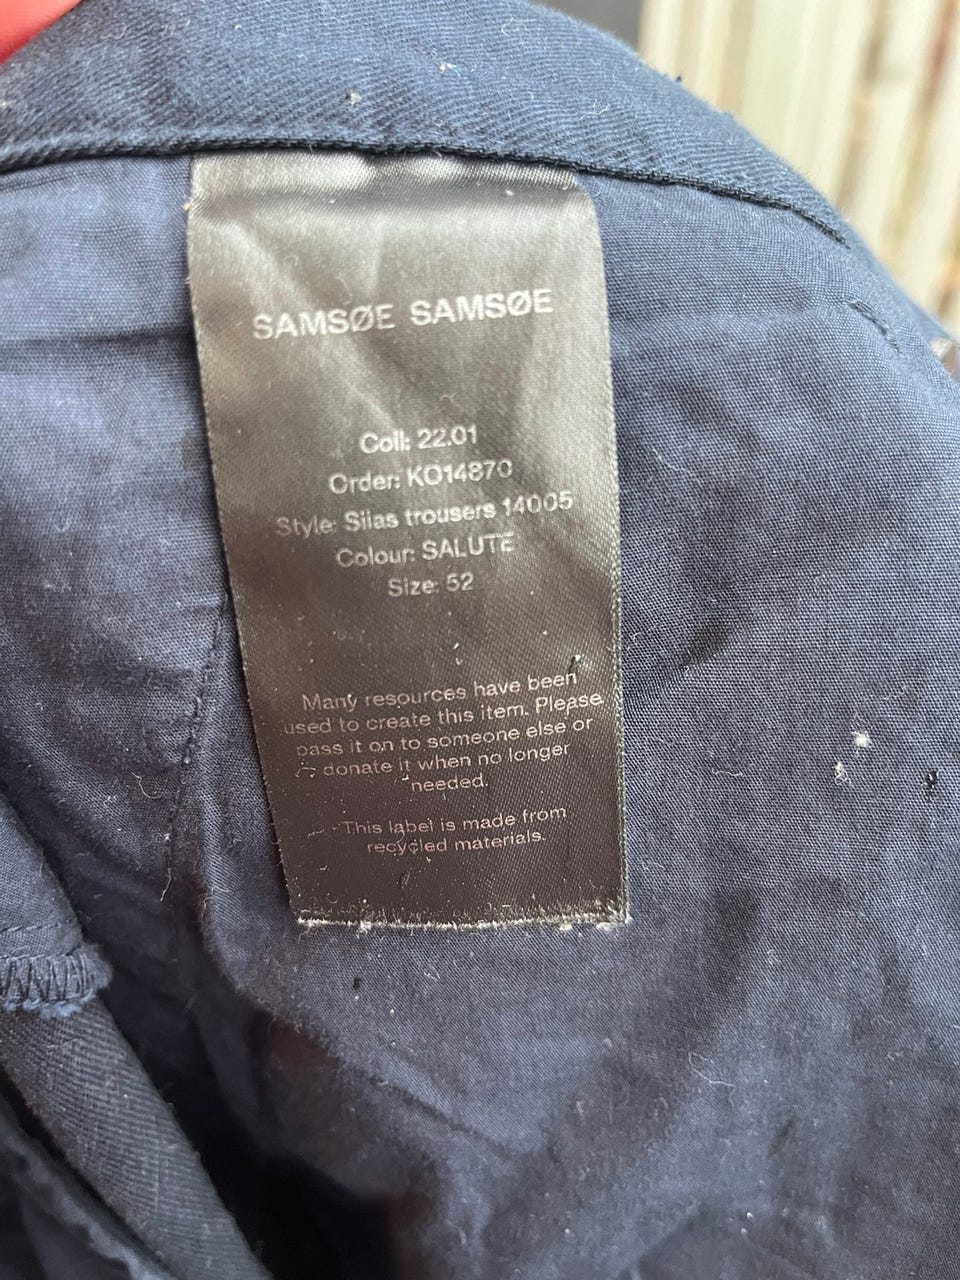 SAMSØE SAMSØE
Coll: 22.01
Order: KO14870
Style: Silas trousers 14005
Colour: SALUTE
Size: 52
Many resources have been
used to create this item. Please
pass it on to someone else or
donate it when no longer
needed.
This label is made from
recycled materials.